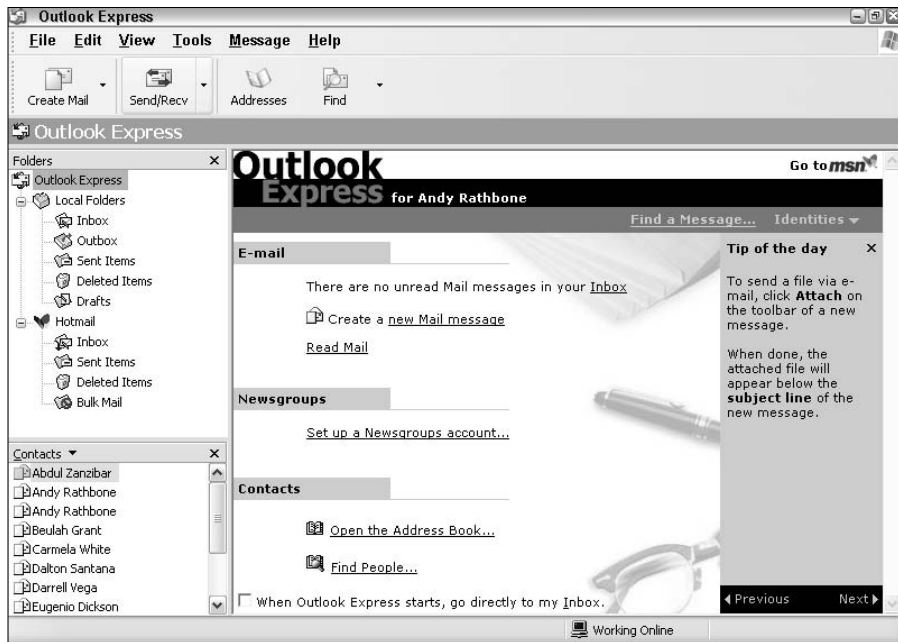 Outlook Express
File Edit View Tools Message Help
Create Mail
Send/Recv
Addresses
Find
Outlook Express
Folders
Outlook Express
Local Folders
Inbox
Outbox
Sent Items
Deleted Items
Drafts
Hotmail
Inbox
Sent Items
Deleted Items
Bulk Mail
Contacts
Abdul Zanzibar
Andy Rathbone
Andy Rathbone
Beulah Grant
Carmela White
Dalton Santana
Darrell Vega
Eugenio Dickson
Outlook
Express for Andy Rathbone
Go to msn
Find a Message... Identities
E-mail
There are no unread Mail messages in your Inbox
Create a new Mail message
Read Mail
Newsgroups
Set up a Newsgroups account...
Contacts
Open the Address Book...
Find People...
When Outlook Express starts, go directly to my Inbox.
Tip of the day
To send a file via e-
mail, click Attach on
the toolbar of a new
message.
When done, the
attached file will
appear below the
subject line of the
new message.
Previous Next
Working Online